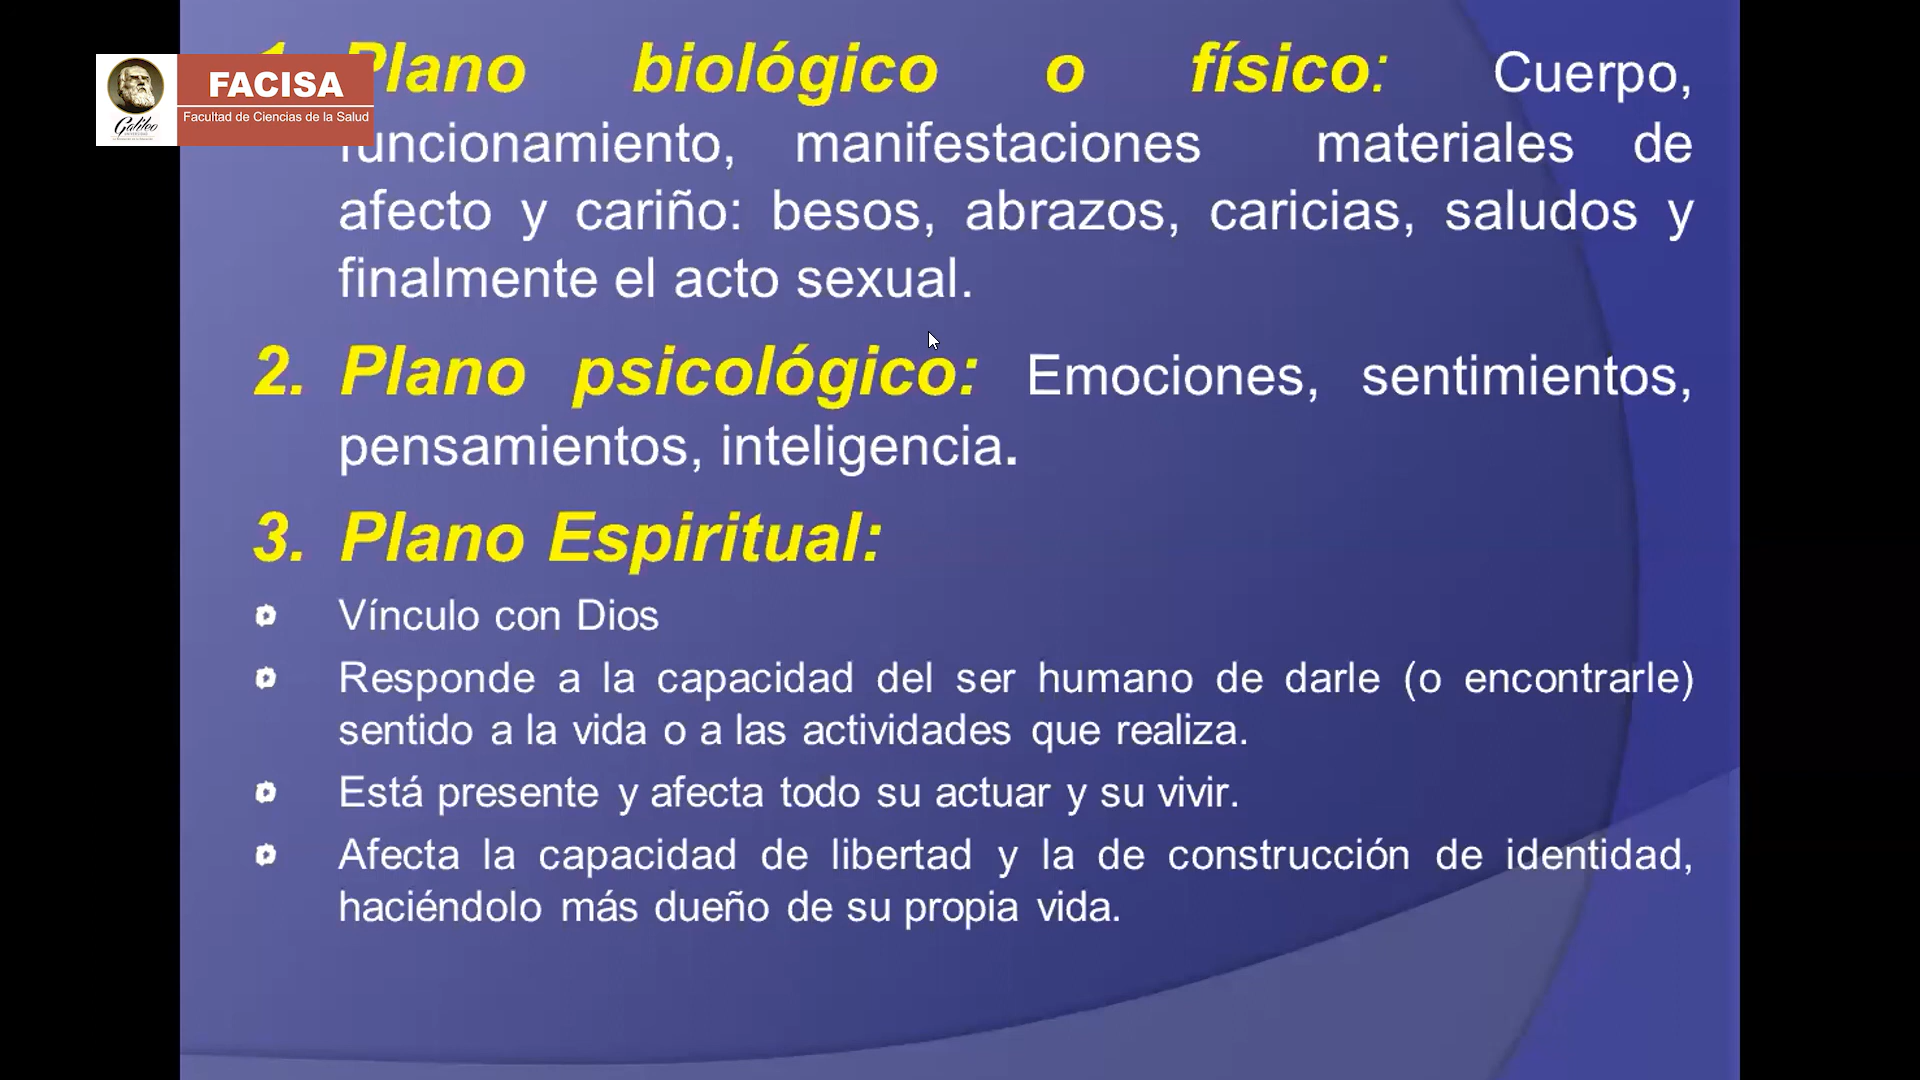 FACISA
Facultad de Ciencias de la Salud
Galileo
1. Plano biológico o físico: Cuerpo,
funcionamiento, manifestaciones materiales de
afecto y cariño: besos, abrazos, caricias, saludos y
finalmente el acto sexual.
2. Plano psicológico: Emociones, sentimientos,
pensamientos, inteligencia.
3. Plano Espiritual:
Vínculo con Dios
Responde a la capacidad del ser humano de darle (o encontrarle)
sentido a la vida o a las actividades que realiza.
Está presente y afecta todo su actuar y su vivir.
Afecta la capacidad de libertad y la de construcción de identidad,
haciéndolo más dueño de su propia vida.